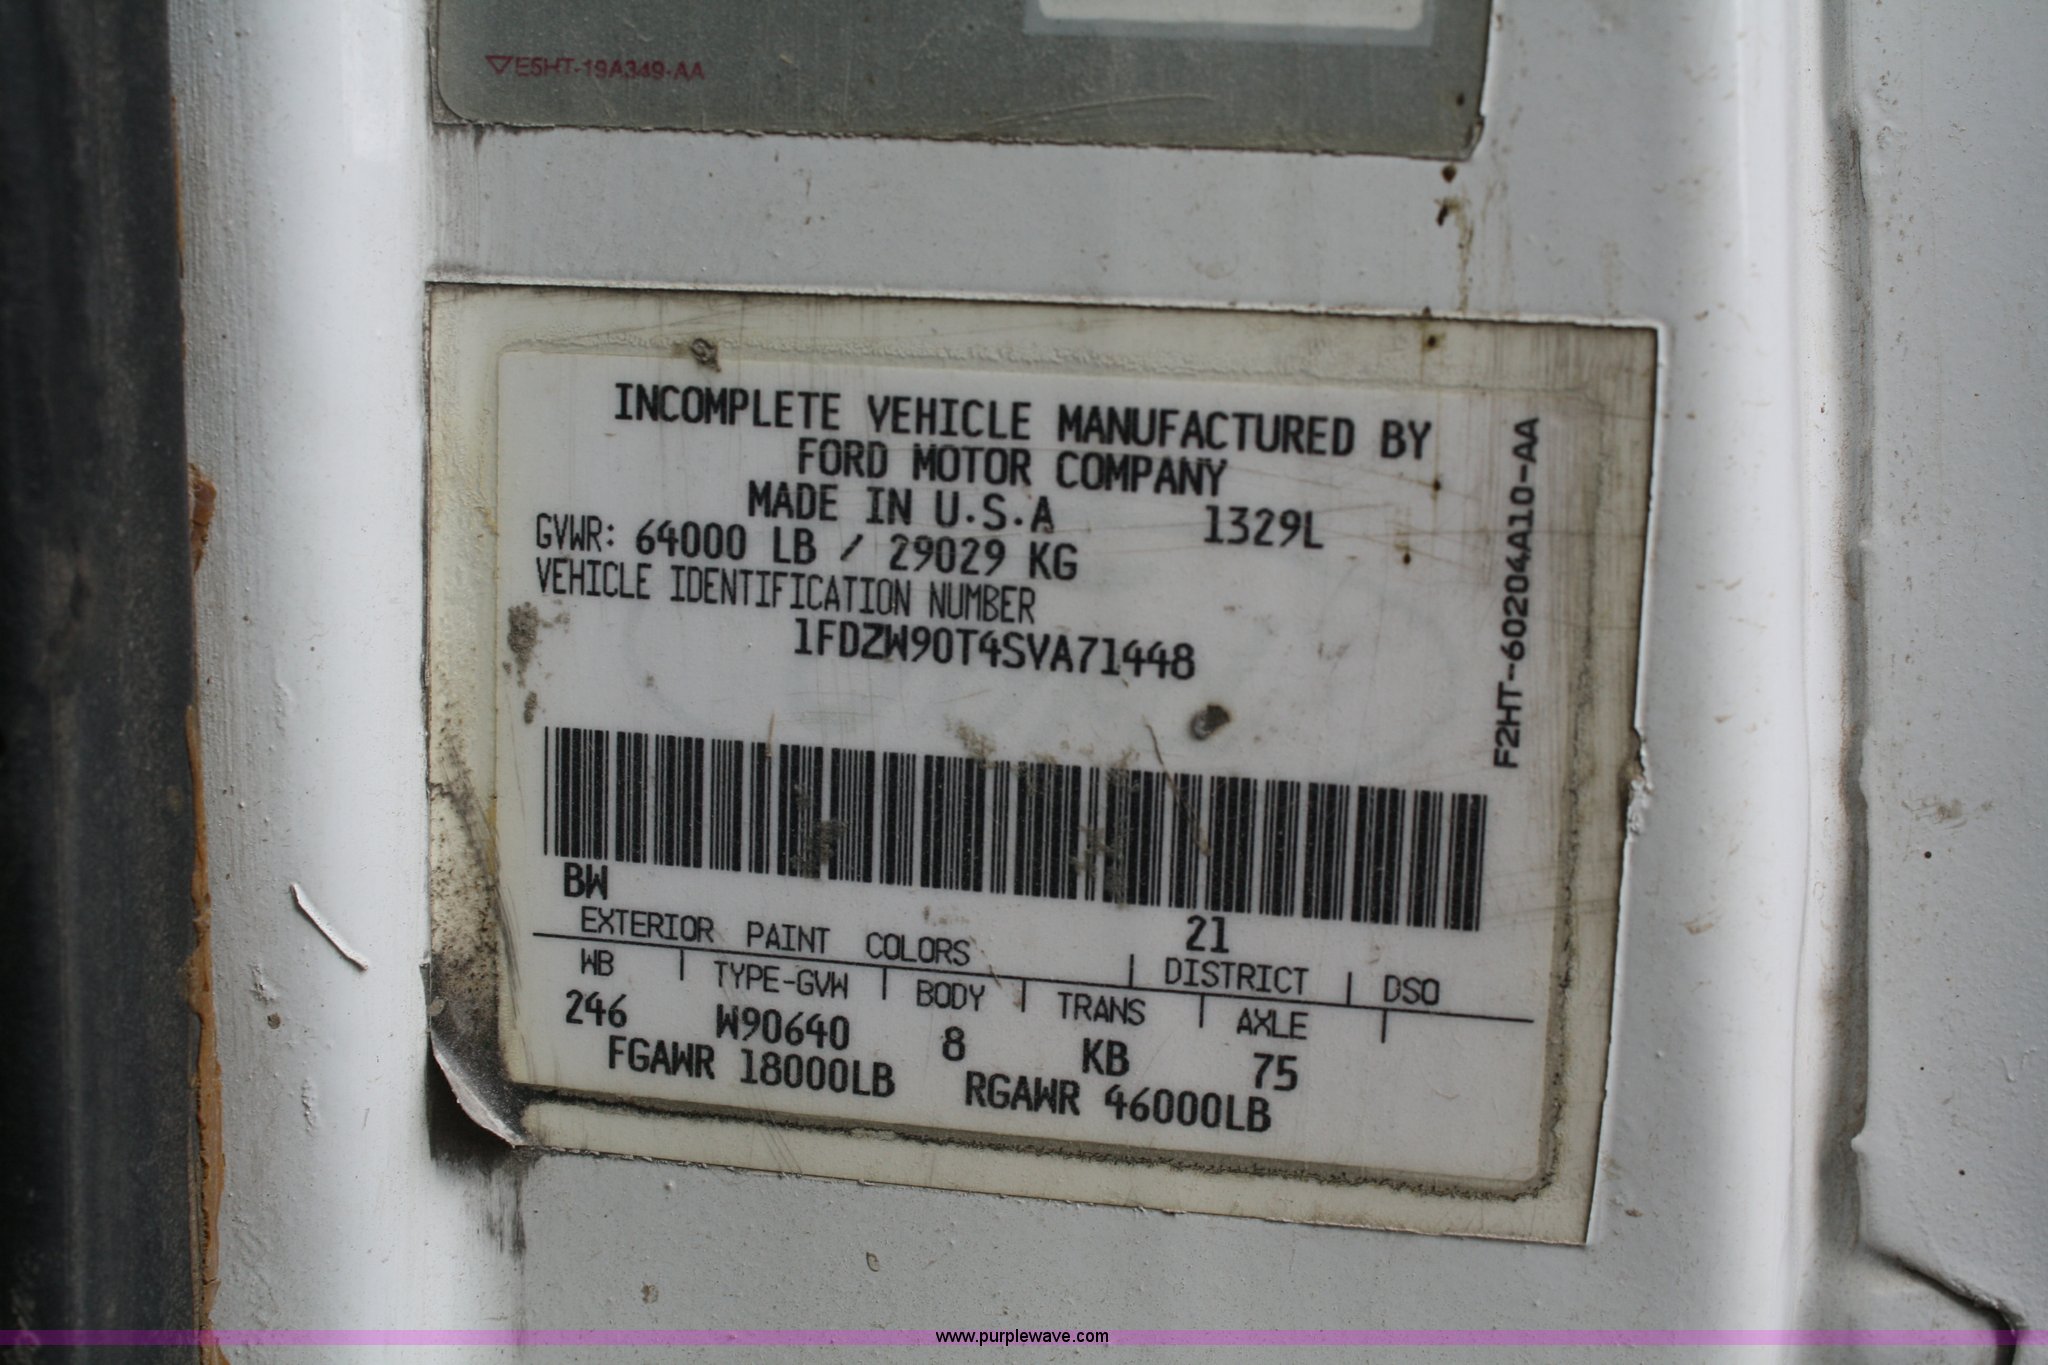 E5HT-19A349-AA
INCOMPLETE VEHICLE MANUFACTURED BY
FORD MOTOR COMPANY
MADE IN U.S.A 1329L
GVWR: 64000 LB / 29029 KG
VEHICLE IDENTIFICATION NUMBER
1FDZW90T4SVA71448
F2HT-60204A10-AA
BW 21
EXTERIOR PAINT COLORS DISTRICT DSO
WB TYPE-GVW BODY TRANS AXLE
246 W90640 8 KB 75
FGAWR 18000LB RGAWR 46000LB
www.purplewave.com